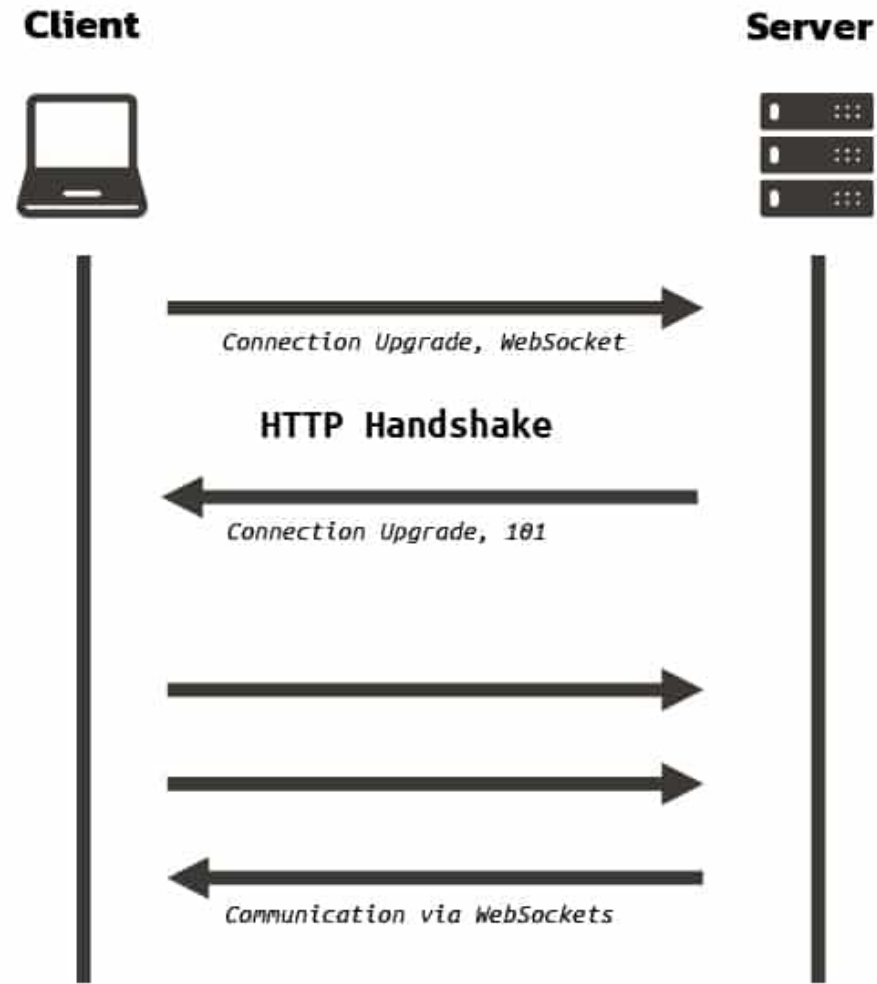 Client
Server
Connection Upgrade, WebSocket
HTTP Handshake
Connection Upgrade, 101
Communication via WebSockets